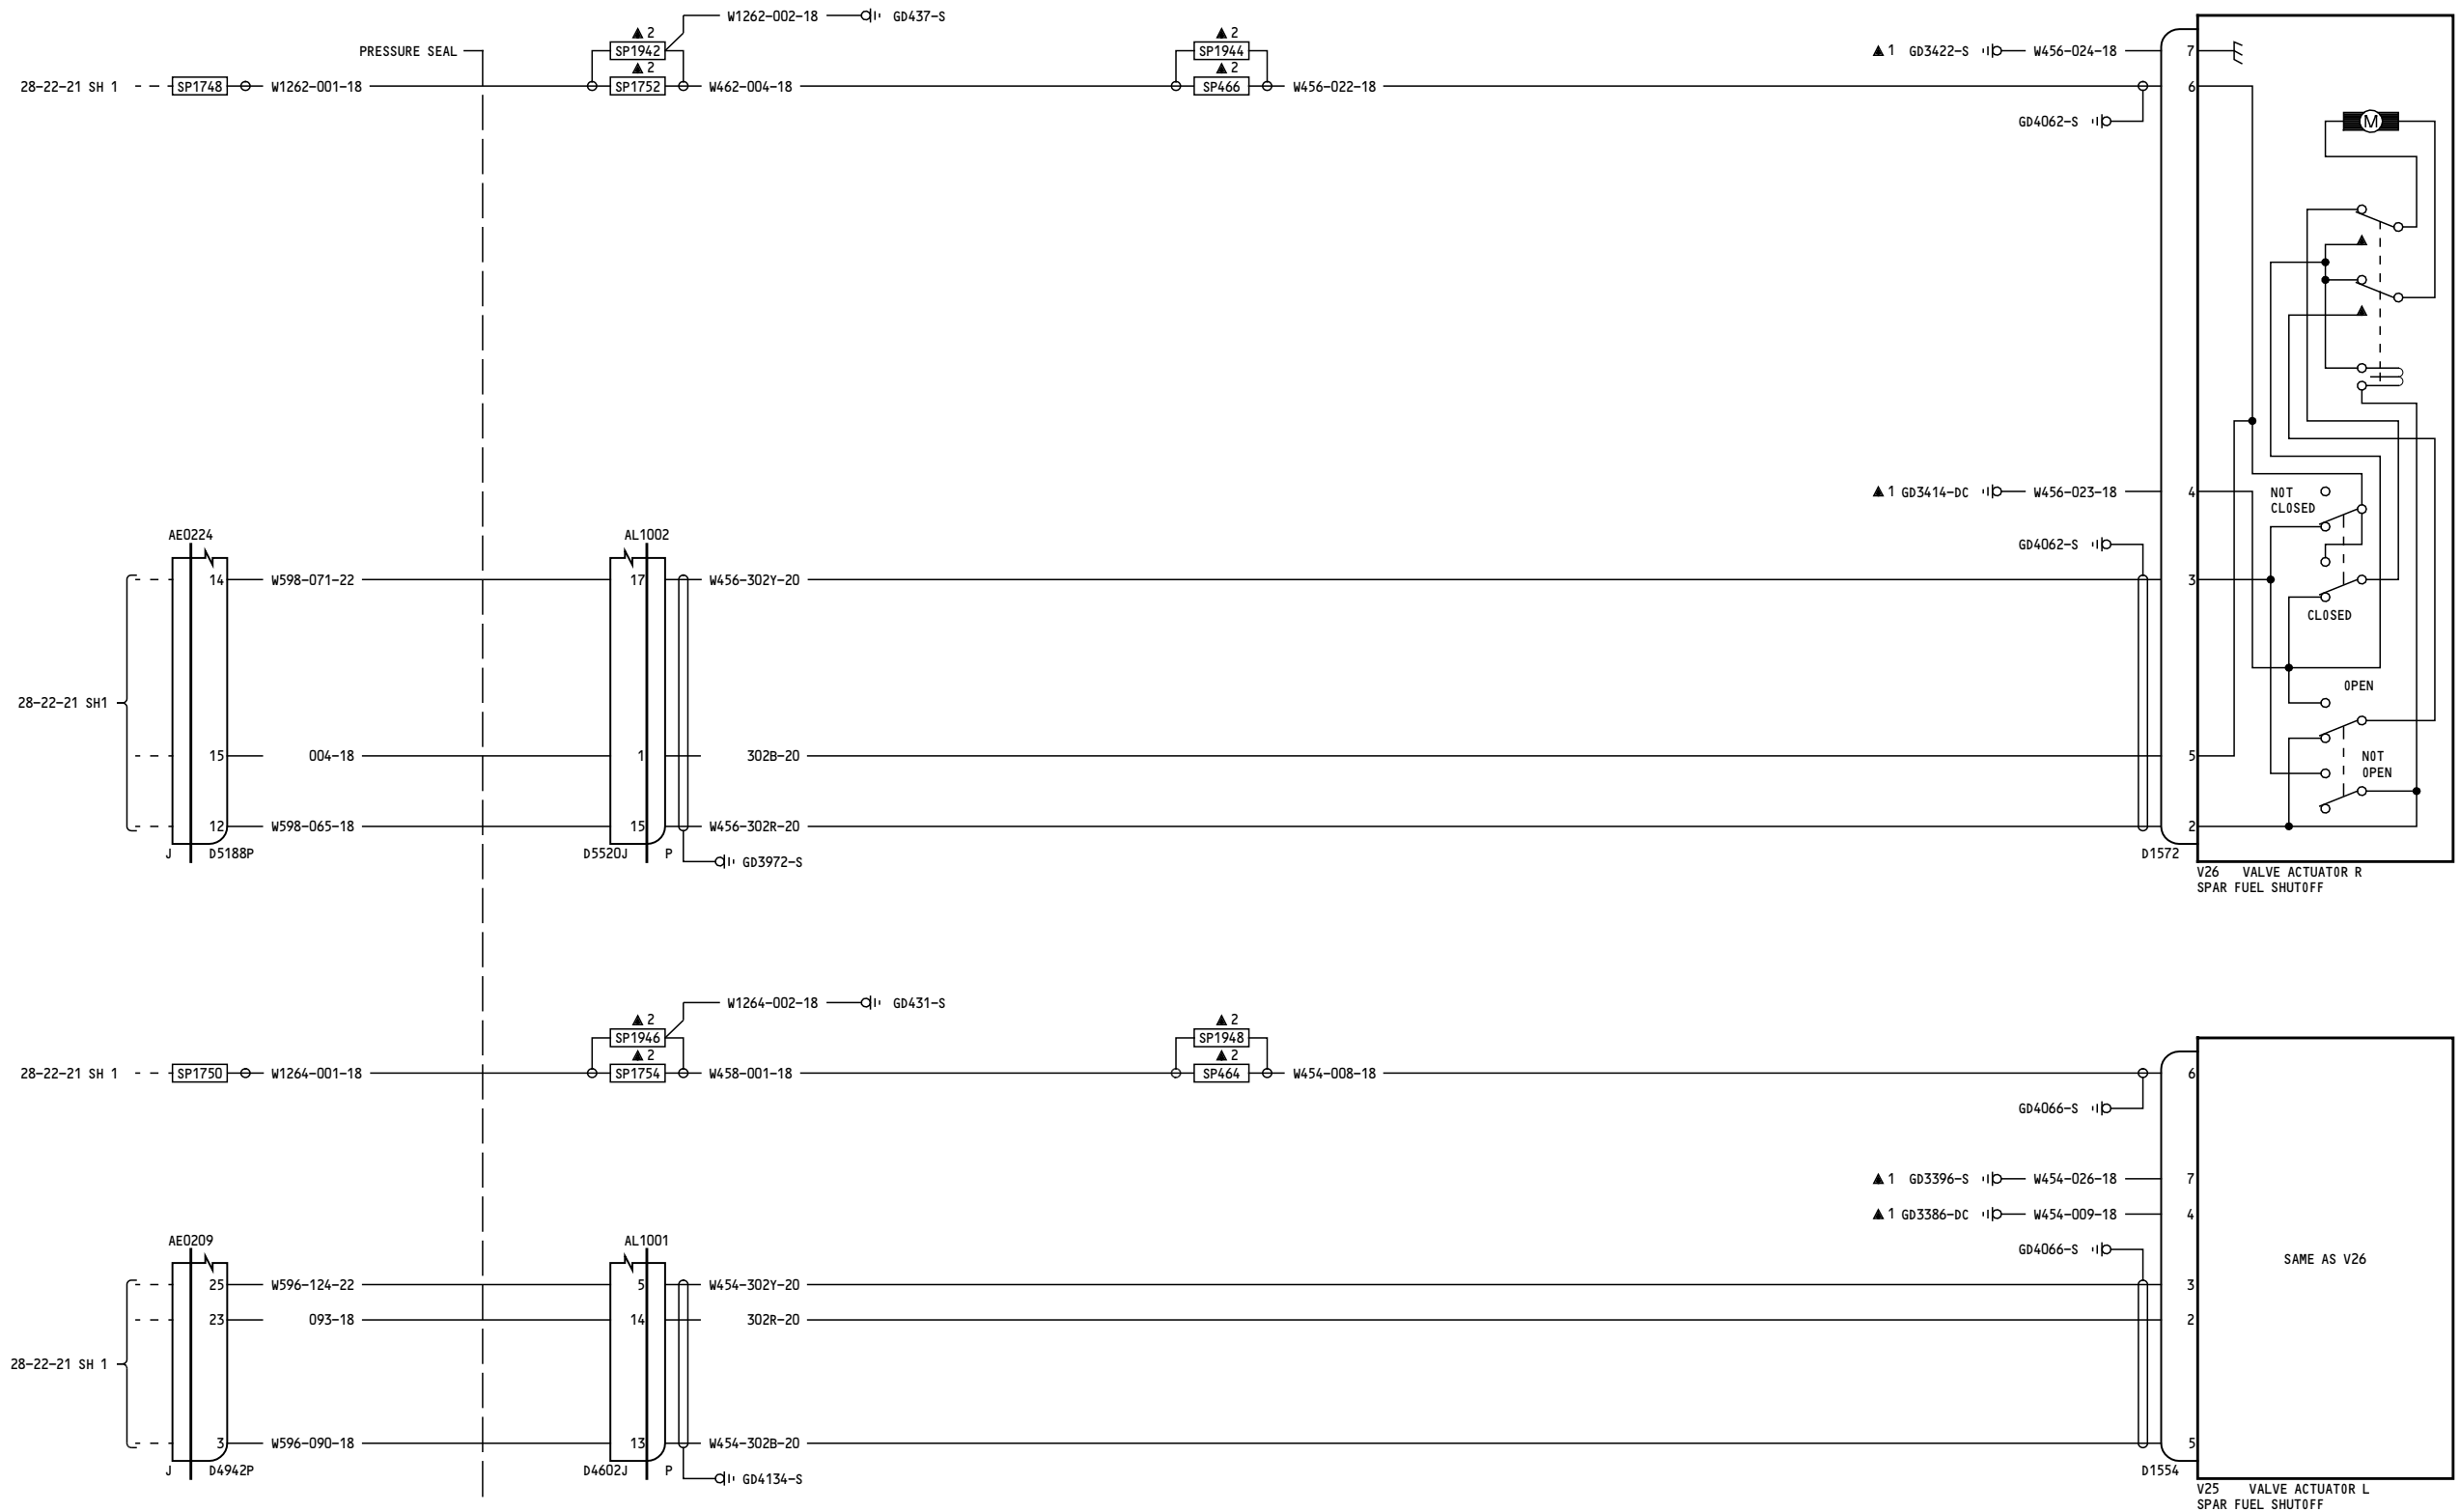 W1262-002-18 GD437-S
▲ 2 ▲ 2
PRESSURE SEAL SP1942 SP1944 ▲ 1 GD3422-S W456-024-18 7
▲ 2 ▲ 2
28-22-21 SH 1 SP1748 W1262-001-18 SP1752 W462-004-18 SP466 W456-022-18 6
GD4062-S M
▲ 1 GD3414-DC W456-023-18 4 NOT
CLOSED
AE0224 AL1002 GD4062-S
14 W598-071-22 17 W456-302Y-20 3
CLOSED
OPEN
28-22-21 SH1
15 004-18 1 302B-20 5 NOT
OPEN
12 W598-065-18 15 W456-302R-20 2
J D5188P D5520J P GD3972-S D1572
V26 VALVE ACTUATOR R
SPAR FUEL SHUTOFF
W1264-002-18 GD431-S
▲ 2 ▲ 2
SP1946 SP1948
▲ 2 ▲ 2
28-22-21 SH 1 SP1750 W1264-001-18 SP1754 W458-001-18 SP464 W454-008-18 6
GD4066-S
▲ 1 GD3396-S W454-026-18 7
▲ 1 GD3386-DC W454-009-18 4
AE0209 AL1001 GD4066-S
SAME AS V26
25 W596-124-22 5 W454-302Y-20 3
23 093-18 14 302R-20 2
28-22-21 SH 1
3 W596-090-18 13 W454-302B-20 5
J D4942P D4602J P GD4134-S D1554
V25 VALVE ACTUATOR L
SPAR FUEL SHUTOFF